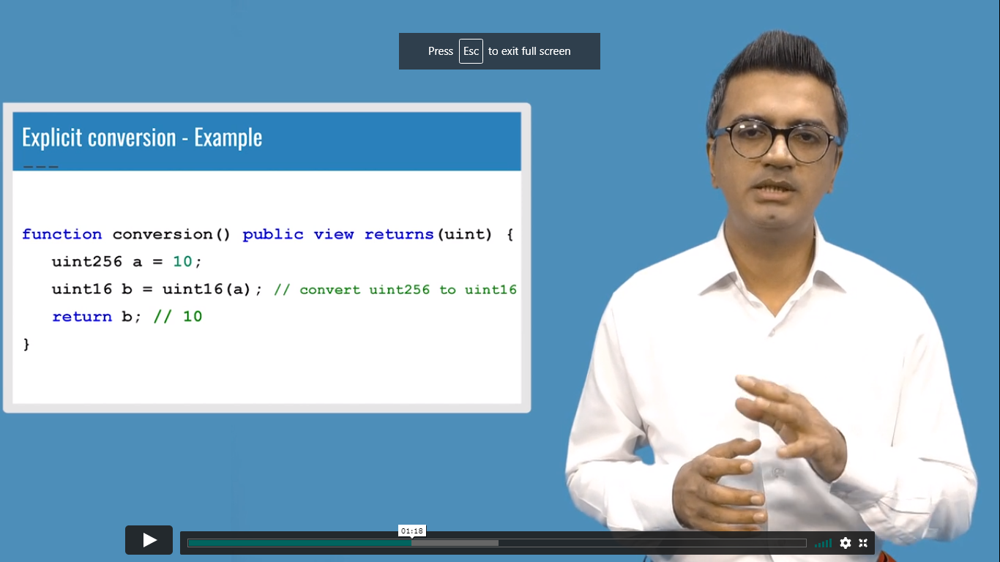 Press Esc to exit full screen
Explicit conversion - Example
function conversion() public view returns(uint) {
uint256 a = 10;
uint16 b = uint16(a); // convert uint256 to uint16
return b; // 10
}
01:18